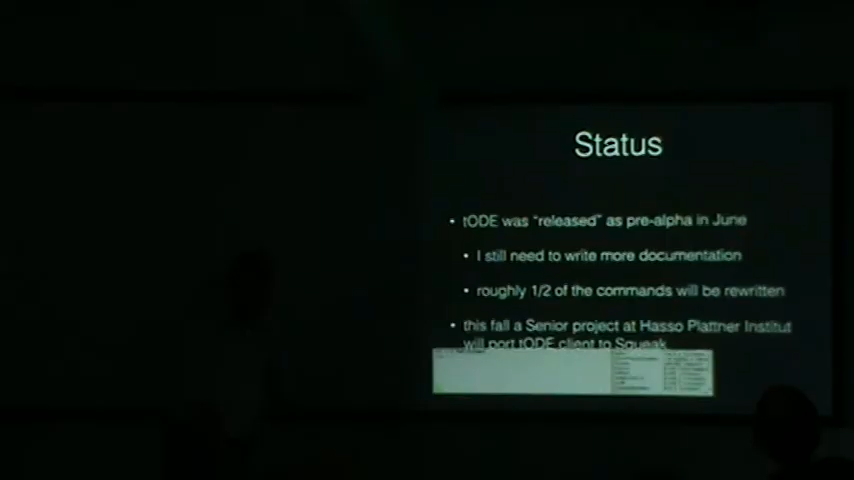 Status
• tODE was "released" as pre-alpha in June
• I still need to write more documentation
• roughly 1/2 of the commands will be rewritten
• this fall a Senior project at Hasso Plattner Institut
will port tODE client to Squeak